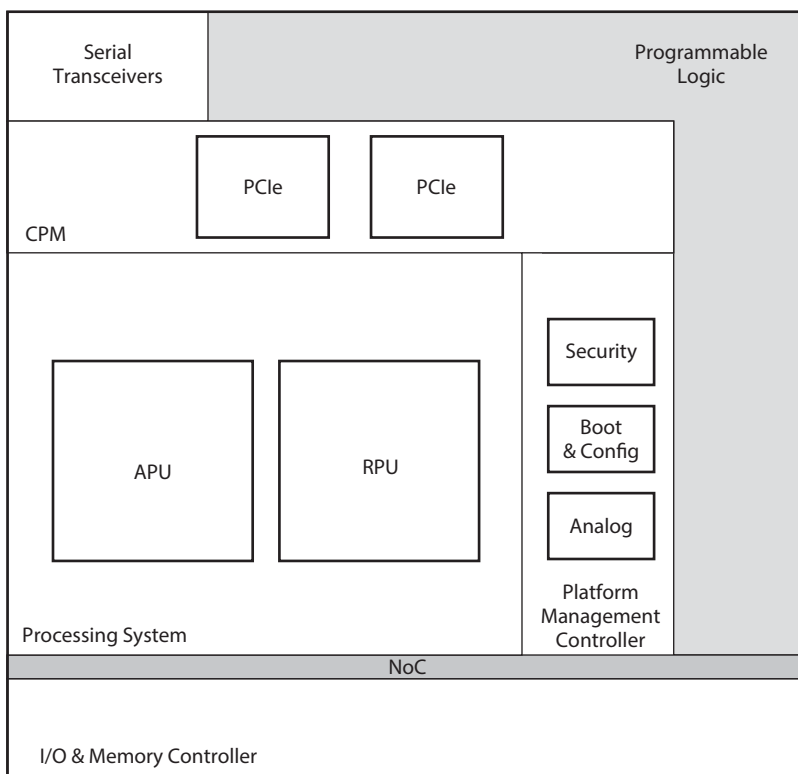 Serial
Transceivers
Programmable
Logic
PCIe
PCIe
CPM
Security
Boot
& Config
APU
RPU
Analog
Platform
Management
Controller
Processing System
NoC
I/O & Memory Controller